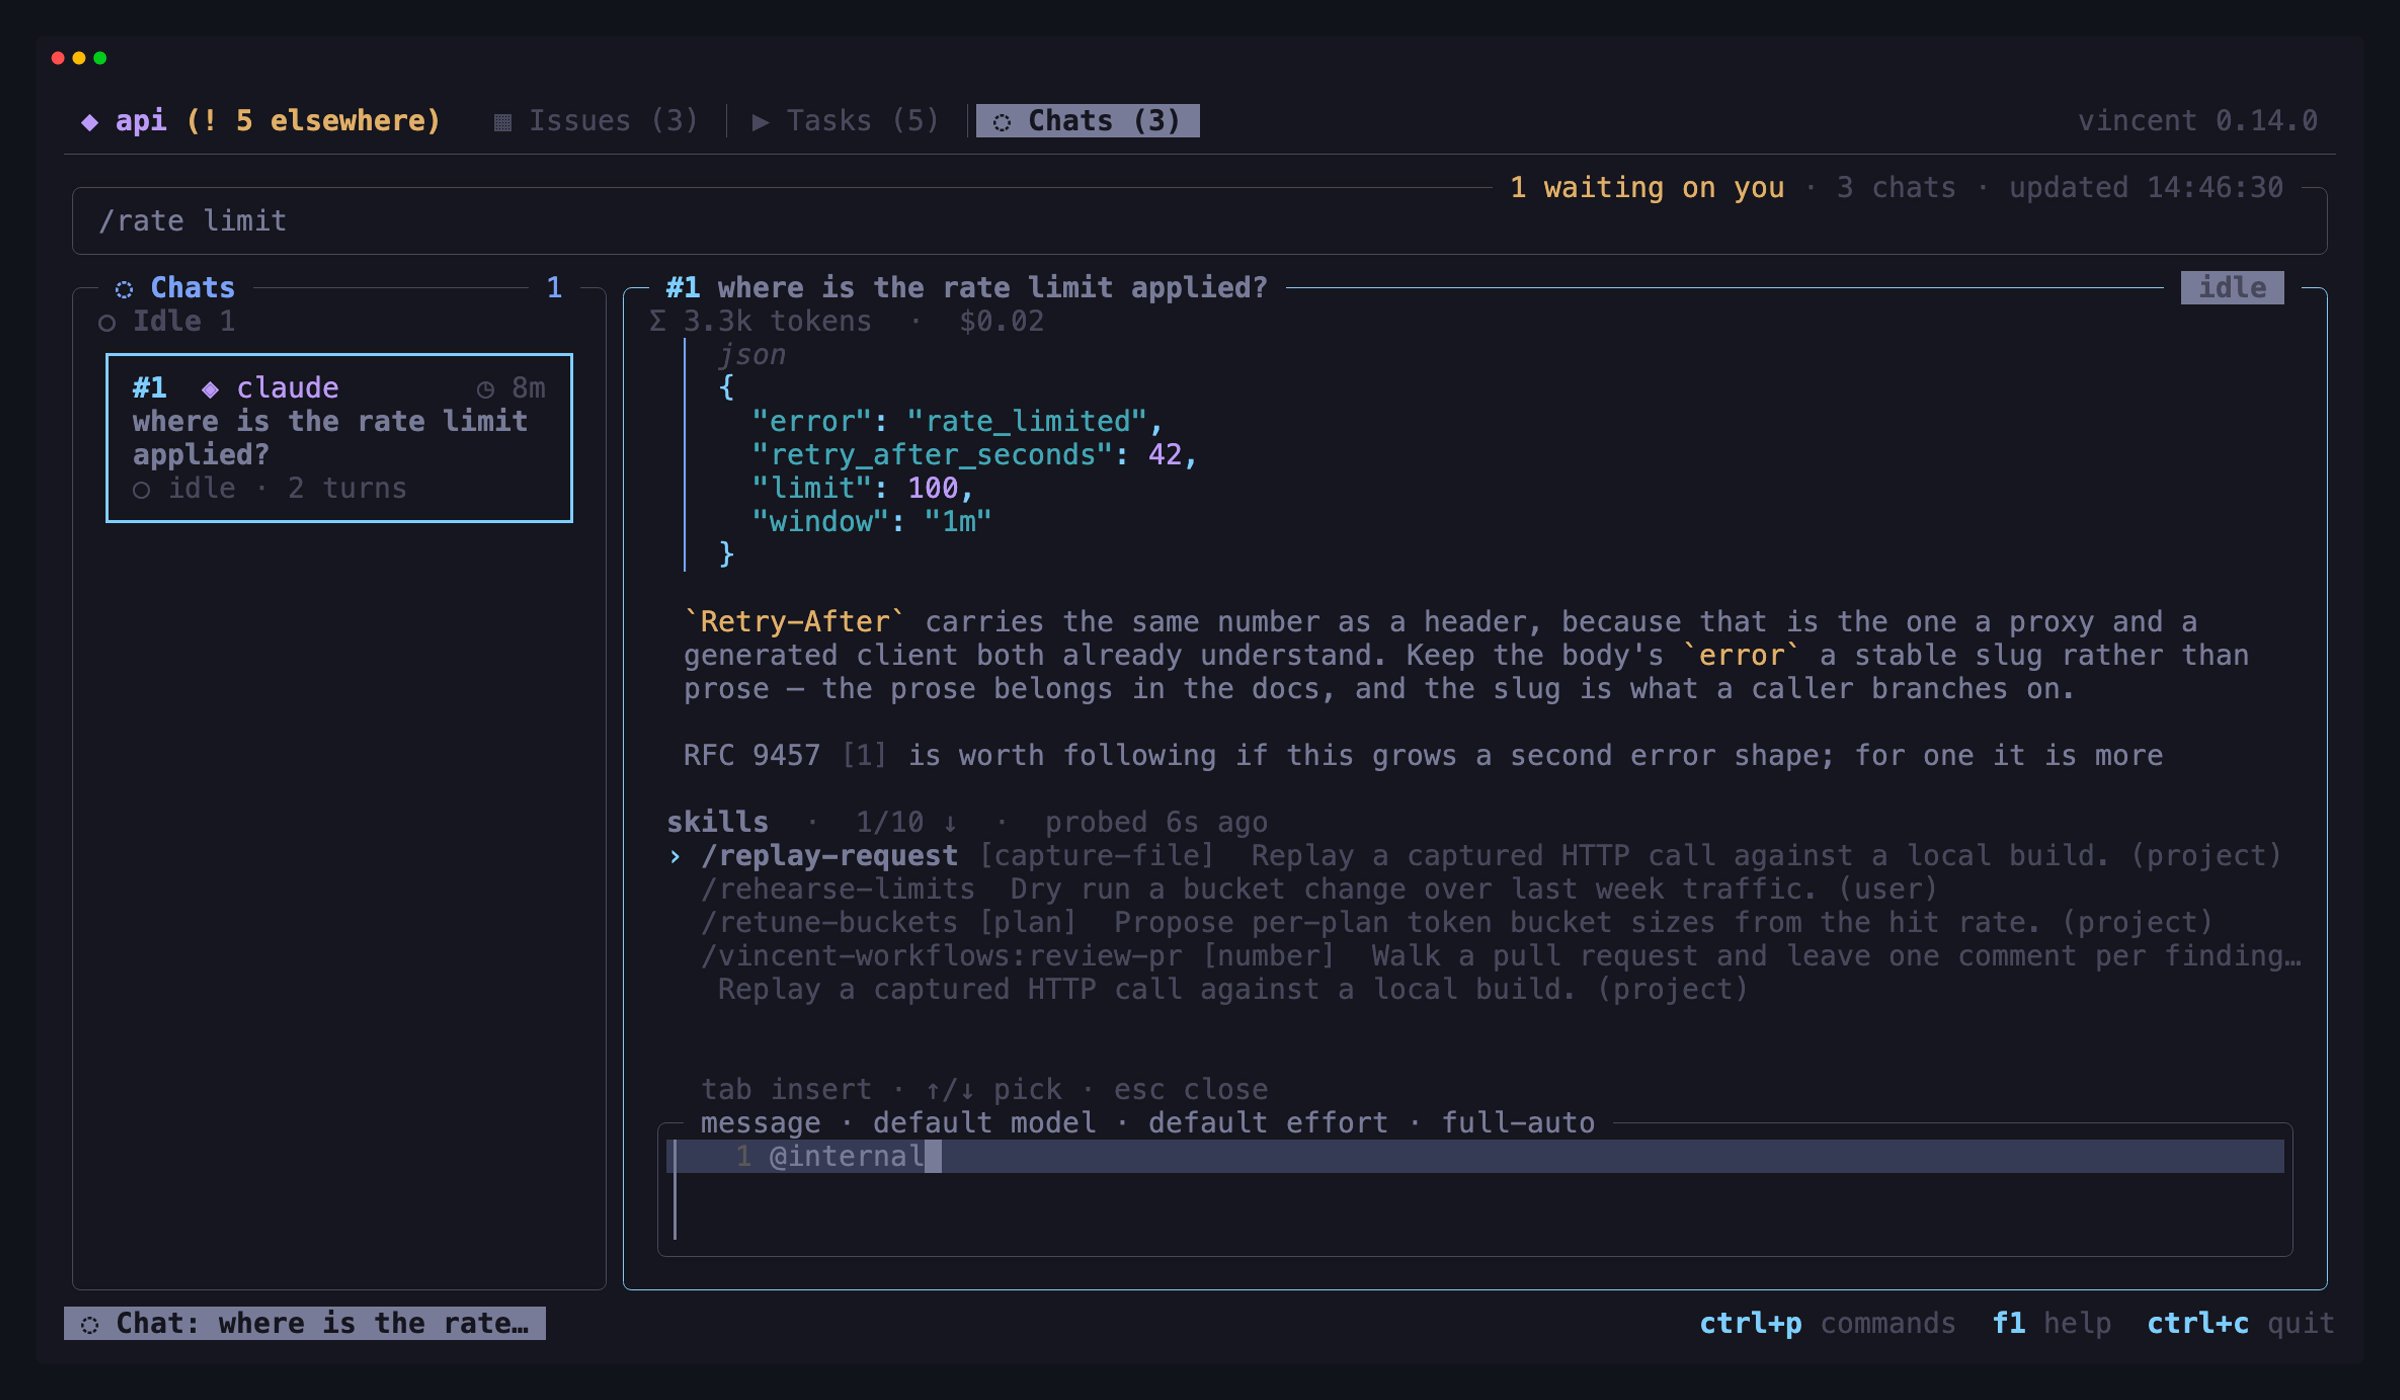 ◆ api (! 5 elsewhere) ▦ Issues (3) ▶ Tasks (5) ◌ Chats (3) vincent 0.14.0
1 waiting on you · 3 chats · updated 14:46:30
/rate limit
◌ Chats 1
○ Idle 1
#1 ◈ claude ◷ 8m
where is the rate limit
applied?
○ idle · 2 turns
#1 where is the rate limit applied? idle
Σ 3.3k tokens · $0.02
json
{
"error": "rate_limited",
"retry_after_seconds": 42,
"limit": 100,
"window": "1m"
}
`Retry-After` carries the same number as a header, because that is the one a proxy and a
generated client both already understand. Keep the body's `error` a stable slug rather than
prose — the prose belongs in the docs, and the slug is what a caller branches on.
RFC 9457 [1] is worth following if this grows a second error shape; for one it is more
skills · 1/10 ↓ · probed 6s ago
› /replay-request [capture-file] Replay a captured HTTP call against a local build. (project)
/rehearse-limits Dry run a bucket change over last week traffic. (user)
/retune-buckets [plan] Propose per-plan token bucket sizes from the hit rate. (project)
/vincent-workflows:review-pr [number] Walk a pull request and leave one comment per finding…
Replay a captured HTTP call against a local build. (project)
tab insert · ↑/↓ pick · esc close
message · default model · default effort · full-auto
1 @internal
◌ Chat: where is the rate… ctrl+p commands f1 help ctrl+c quit